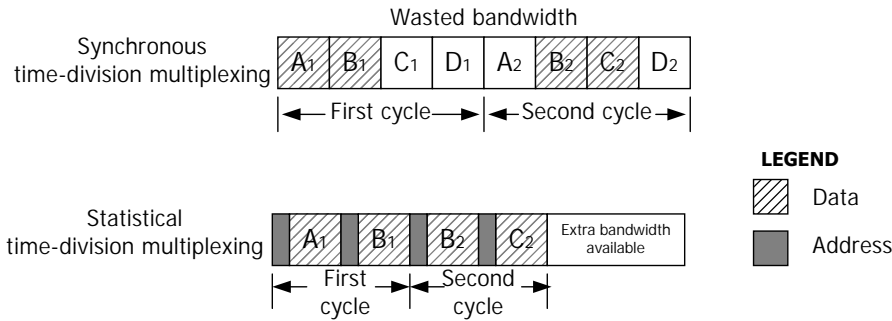 Wasted bandwidth
Synchronous
time-division multiplexing
A1 B1 C1 D1 A2 B2 C2 D2
First cycle Second cycle
LEGEND
Data
Address
Statistical
time-division multiplexing
A1 B1 B2 C2
Extra bandwidth
available
First
cycle
Second
cycle